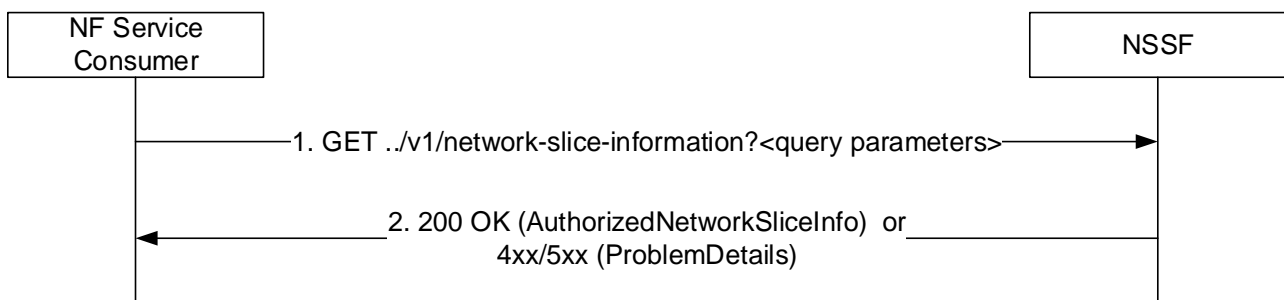 NF Service
Consumer
NSSF
1. GET ../v1/network-slice-information?<query parameters>
2. 200 OK (AuthorizedNetworkSliceInfo)  or
4xx/5xx (ProblemDetails)